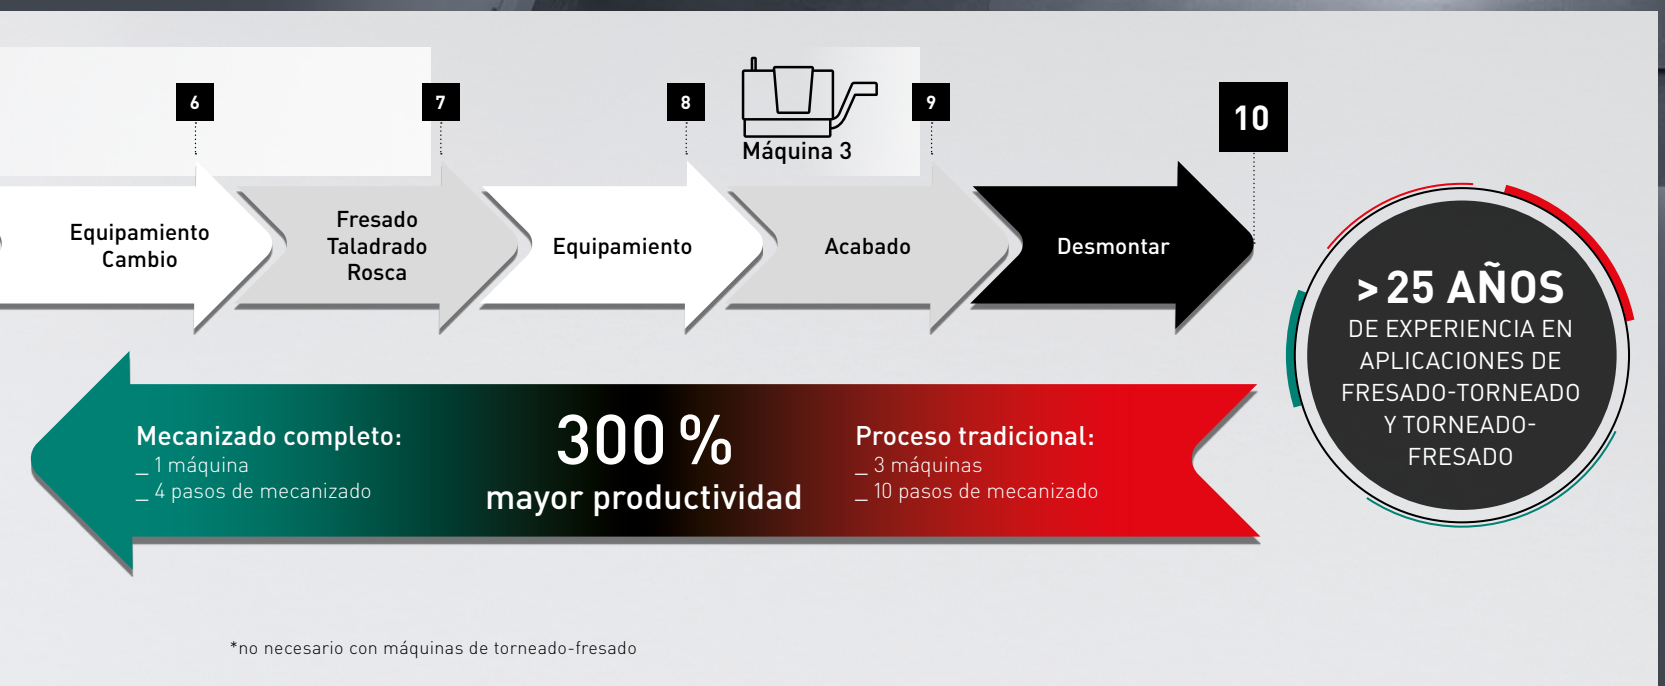 6
7
8
9
10
Máquina 3
Equipamiento
Cambio
Fresado
Taladrado
Rosca
Equipamiento
Acabado
Desmontar
> 25 AÑOS
DE EXPERIENCIA EN
APLICACIONES DE
FRESADO-TORNEADO
Y TORNEADO-
FRESADO
Mecanizado completo:
_ 1 máquina
_ 4 pasos de mecanizado
300 %
mayor productividad
Proceso tradicional:
_ 3 máquinas
_ 10 pasos de mecanizado
*no necesario con máquinas de torneado-fresado